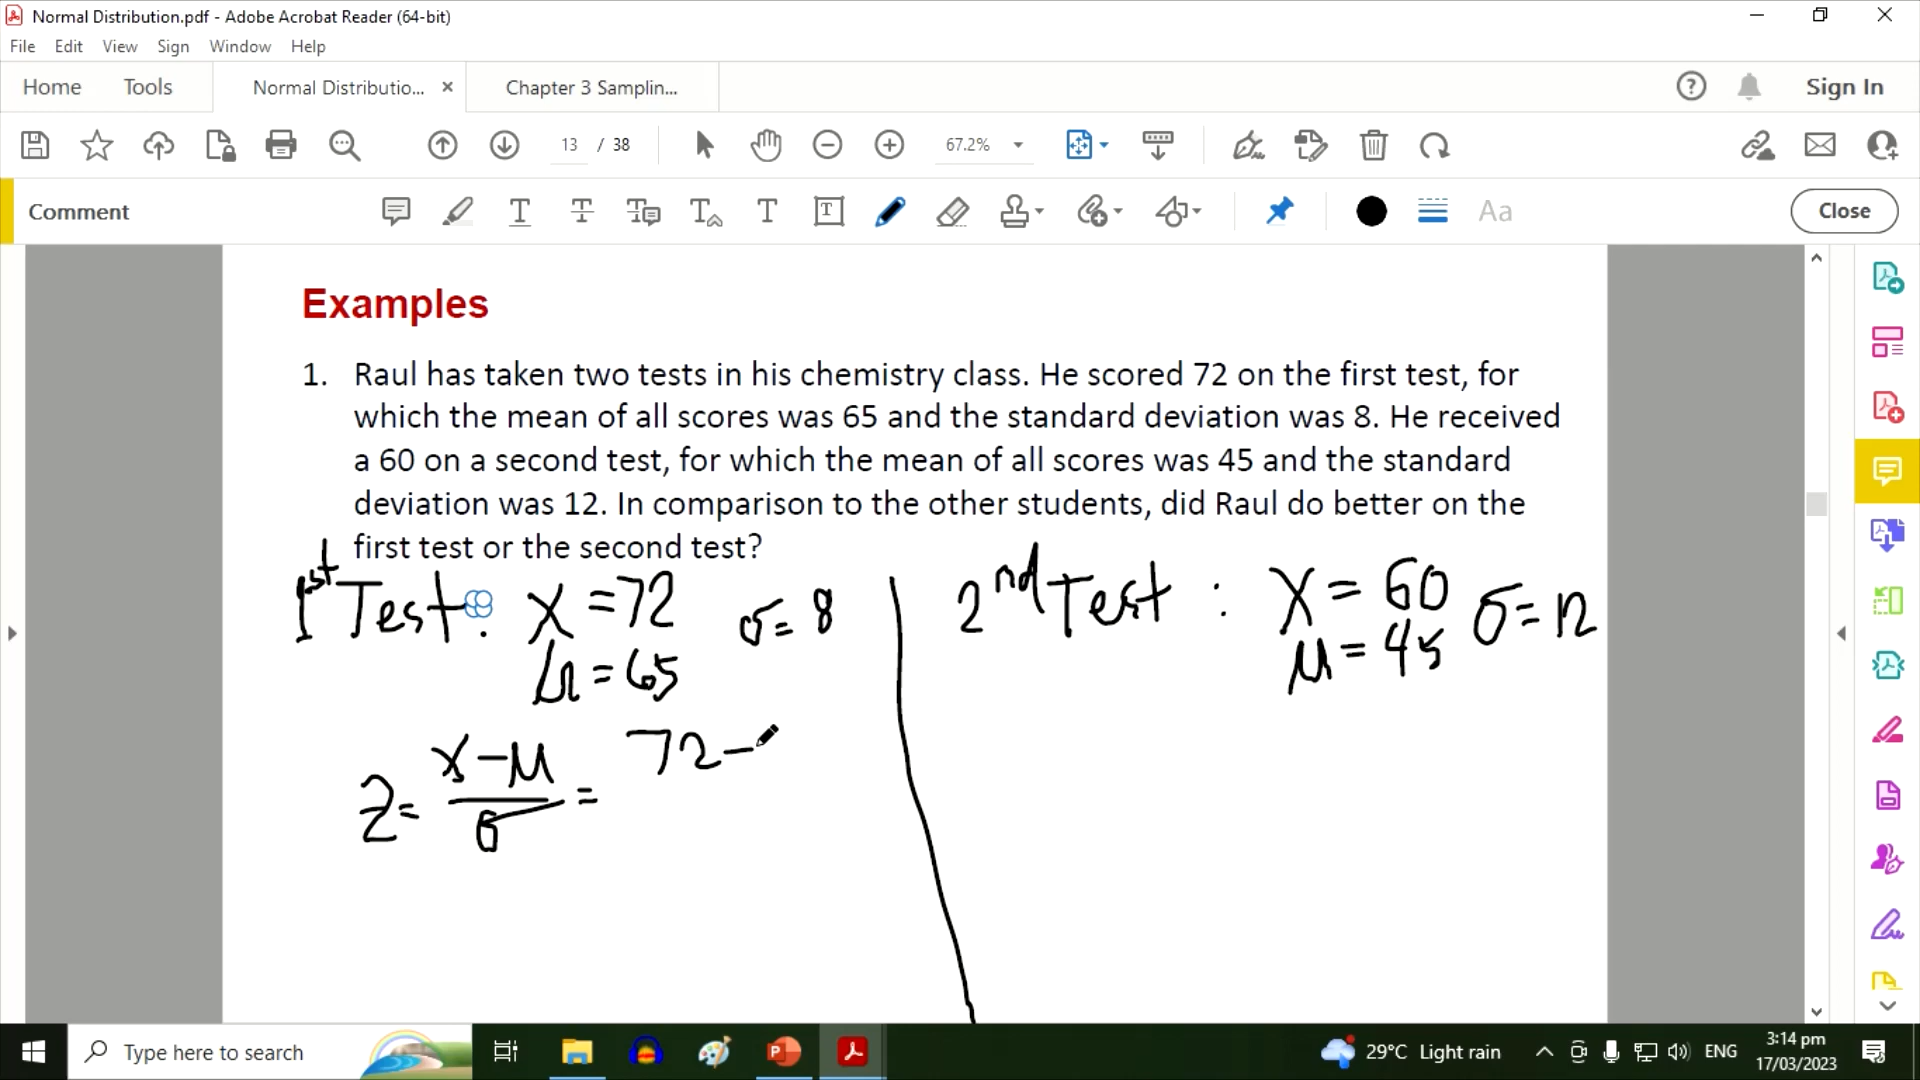 Normal Distribution.pdf - Adobe Acrobat Reader (64-bit)
File Edit View Sign Window Help
Home Tools Normal Distributio... × Chapter 3 Samplin... Sign In
13 / 38 67.2%
Comment Aa Close
Examples
1. Raul has taken two tests in his chemistry class. He scored 72 on the first test, for
which the mean of all scores was 65 and the standard deviation was 8. He received
a 60 on a second test, for which the mean of all scores was 45 and the standard
deviation was 12. In comparison to the other students, did Raul do better on the
first test or the second test?
1st Test: x = 72 σ = 8
μ = 65
z = x - μ / σ = 72 -
2nd Test : x = 60 σ = 12
μ = 45
Type here to search 29°C Light rain ENG 3:14 pm
17/03/2023